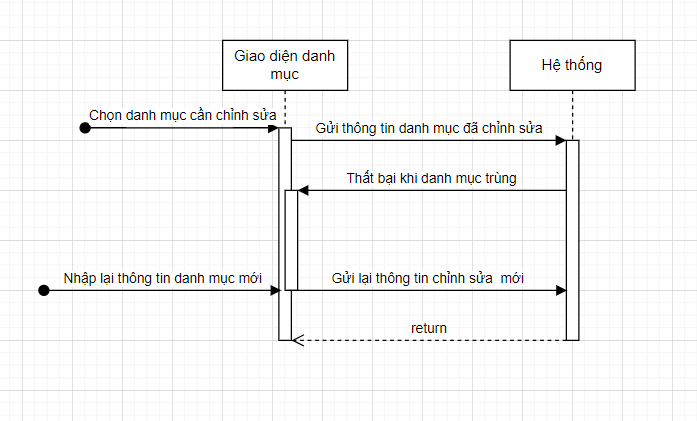 Giao diện danh
mục
Hệ thống
Chọn danh mục cần chỉnh sửa
Gửi thông tin danh mục đã chỉnh sửa
Thất bại khi danh mục trùng
Nhập lại thông tin danh mục mới
Gửi lại thông tin chỉnh sửa mới
return